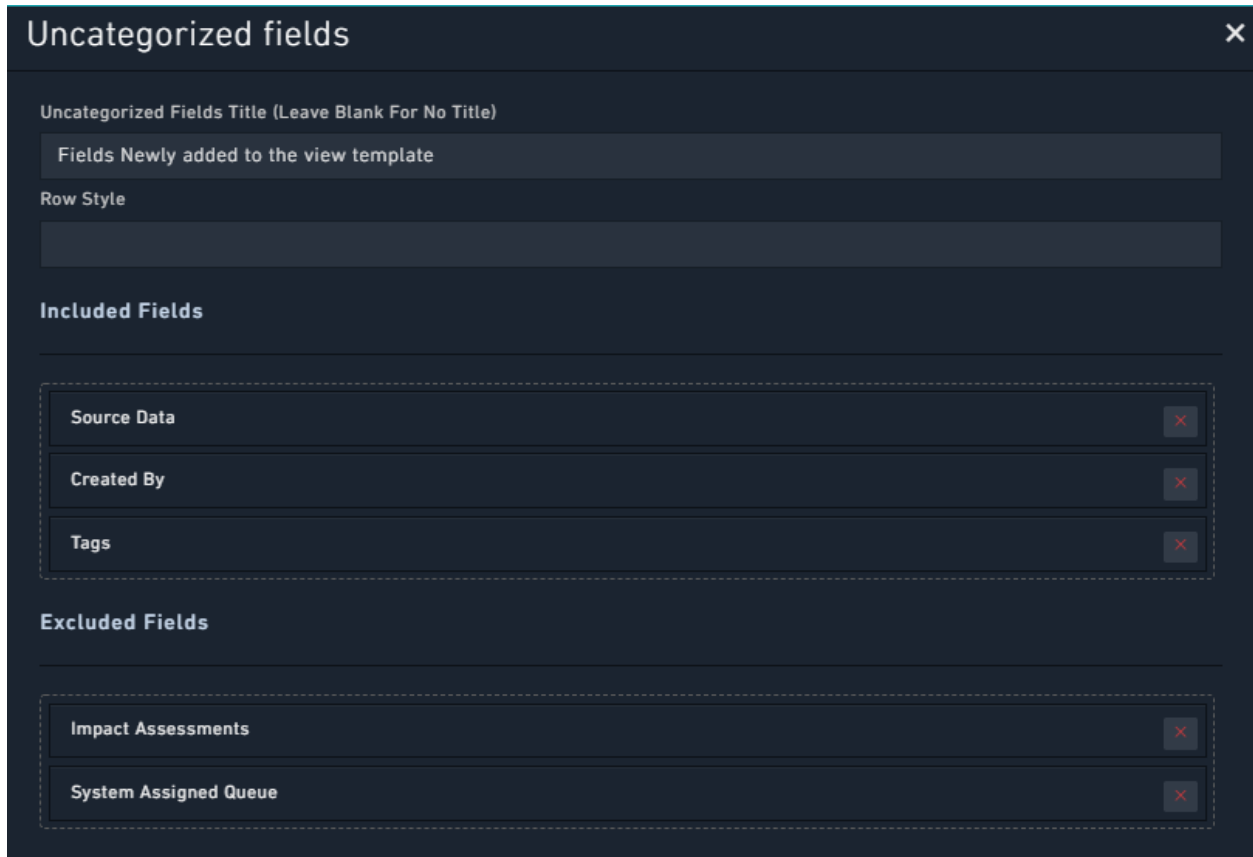 Uncategorized fields
Uncategorized Fields Title (Leave Blank For No Title)
Fields Newly added to the view template
Row Style
Included Fields
Source Data
Created By
Tags
Excluded Fields
Impact Assessments
System Assigned Queue